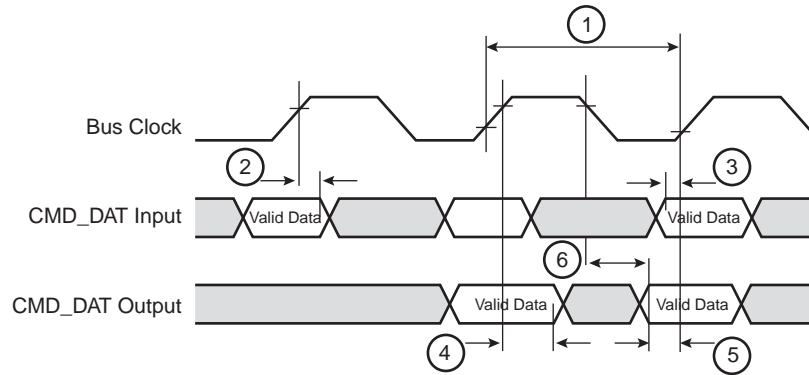 1
Bus Clock
2
3
CMD_DAT Input
Valid Data
Valid Data
6
CMD_DAT Output
Valid Data
Valid Data
4
5